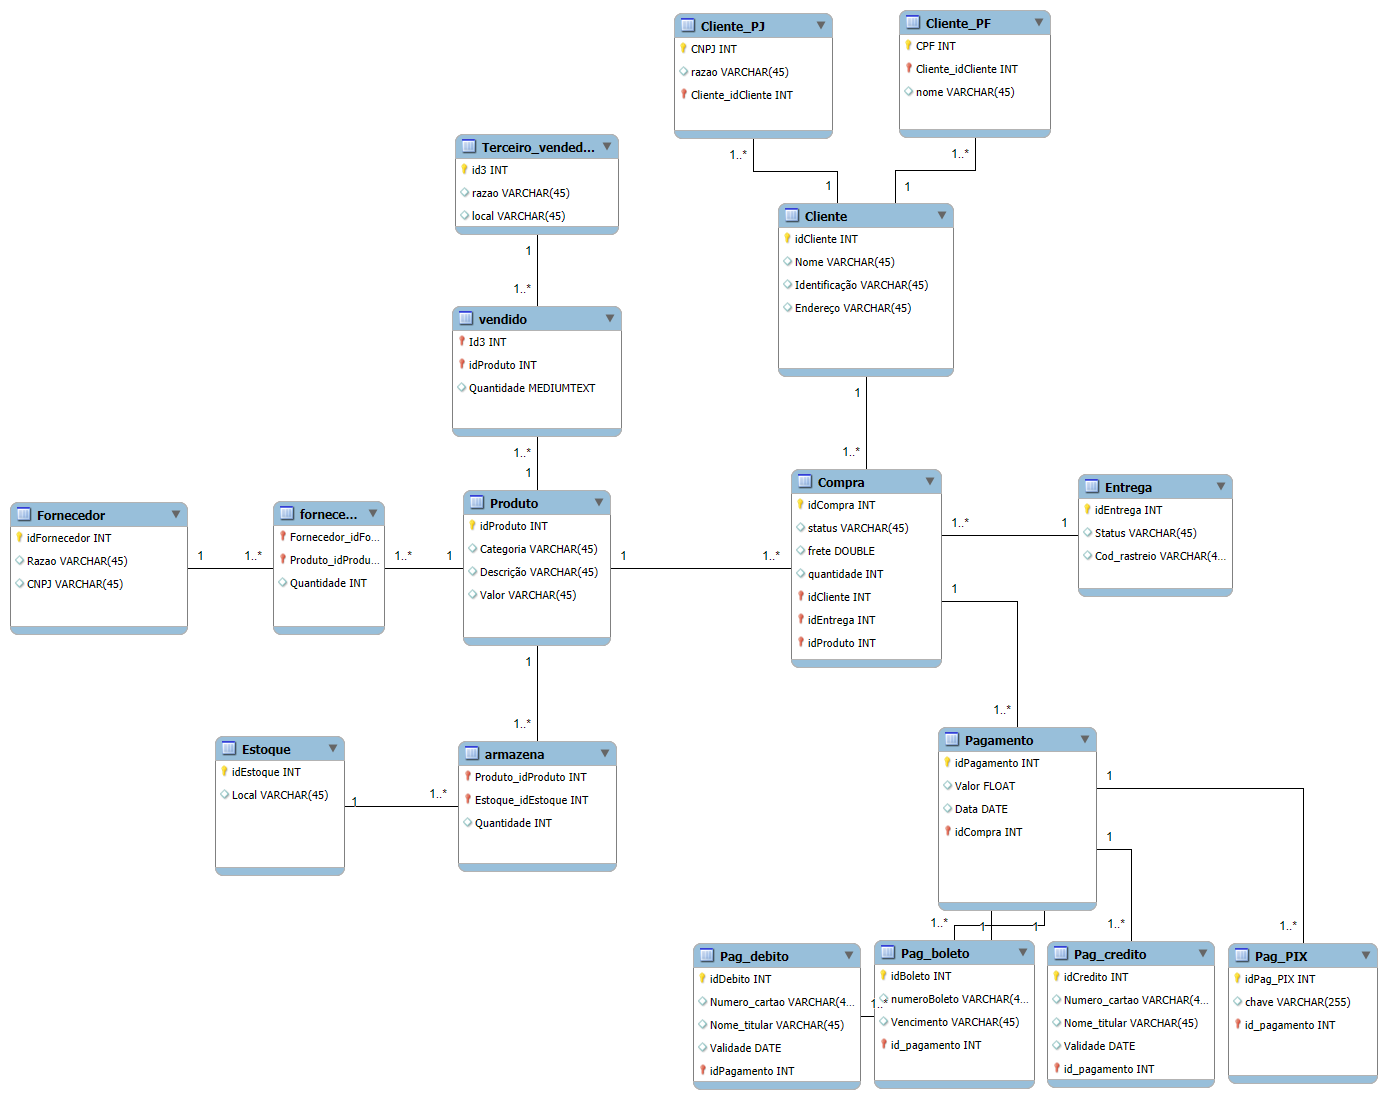 Cliente_PJ
CNPJ INT
razao VARCHAR(45)
Cliente_idCliente INT
Cliente_PF
CPF INT
Cliente_idCliente INT
nome VARCHAR(45)
1..*
1..*
1
1
Terceiro_vended...
id3 INT
razao VARCHAR(45)
local VARCHAR(45)
1
1..*
Cliente
idCliente INT
Nome VARCHAR(45)
Identificação VARCHAR(45)
Endereço VARCHAR(45)
1
1..*
vendido
Id3 INT
idProduto INT
Quantidade MEDIUMTEXT
1..*
1
Fornecedor
idFornecedor INT
Razao VARCHAR(45)
CNPJ VARCHAR(45)
1
1..*
fornece...
Fornecedor_idFo...
Produto_idProdu...
Quantidade INT
1..*
1
Produto
idProduto INT
Categoria VARCHAR(45)
Descrição VARCHAR(45)
Valor VARCHAR(45)
1
1..*
Compra
idCompra INT
status VARCHAR(45)
frete DOUBLE
quantidade INT
idCliente INT
idEntrega INT
idProduto INT
1..*
1
Entrega
idEntrega INT
Status VARCHAR(45)
Cod_rastreio VARCHAR(4...
1
1..*
1
1..*
Estoque
idEstoque INT
Local VARCHAR(45)
1
1..*
armazena
Produto_idProduto INT
Estoque_idEstoque INT
Quantidade INT
Pagamento
idPagamento INT
Valor FLOAT
Data DATE
idCompra INT
1
1
1..*
1
1
1..*
1..*
Pag_debito
idDebito INT
Numero_cartao VARCHAR(4...
Nome_titular VARCHAR(45)
Validade DATE
idPagamento INT
1..*
Pag_boleto
idBoleto INT
numeroBoleto VARCHAR(4...
Vencimento VARCHAR(45)
id_pagamento INT
Pag_credito
idCredito INT
Numero_cartao VARCHAR(4...
Nome_titular VARCHAR(45)
Validade DATE
id_pagamento INT
Pag_PIX
idPag_PIX INT
chave VARCHAR(255)
id_pagamento INT